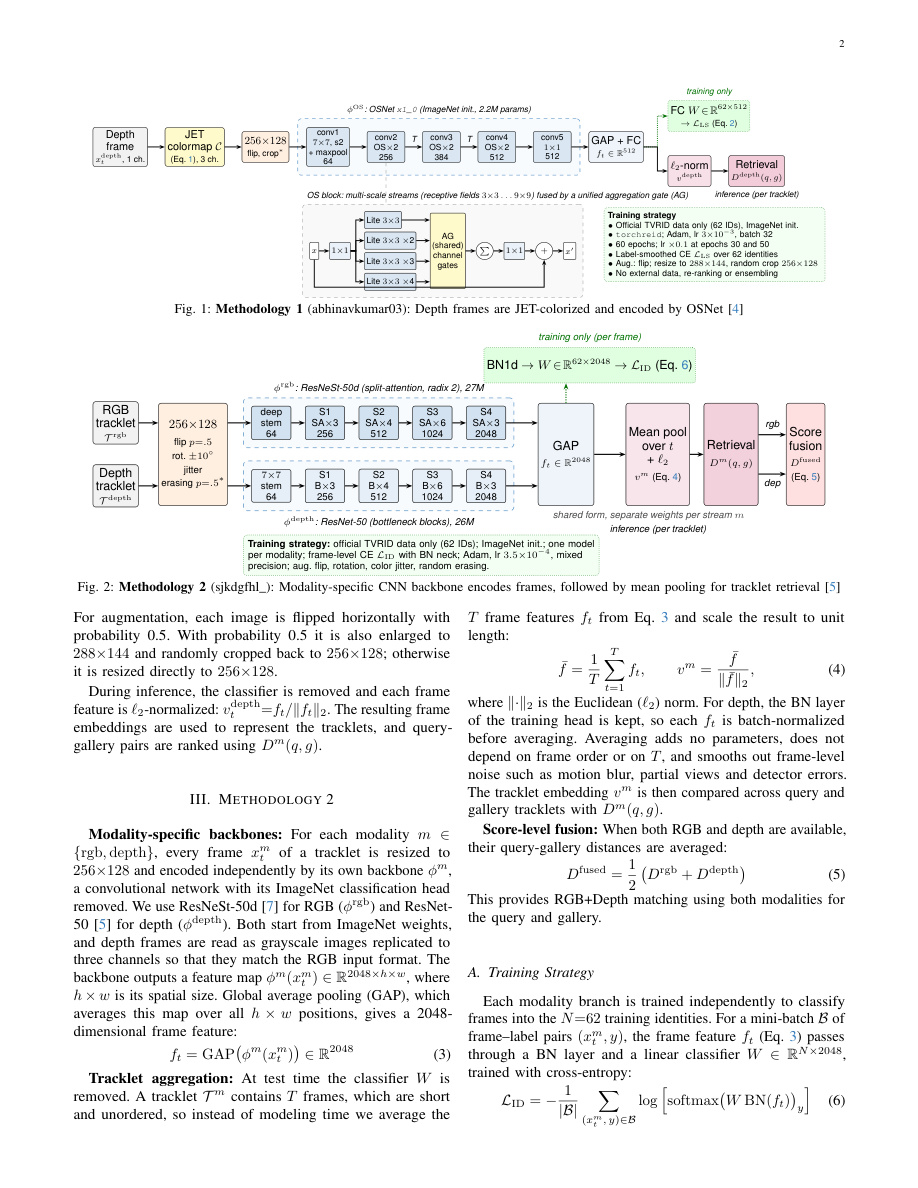 2
training only
ϕ^OS: OSNet x1_0 (ImageNet init., 2.2M params)
FC W ∈ ℝ^{62×512}
→ ℒ_LS (Eq. 2)
Depth
frame
x_t^depth, 1 ch.
JET
colormap 𝒞
(Eq. 1), 3 ch.
256×128
flip, crop*
conv1
7×7, s2
+ maxpool
64
conv2
OS×2
256
T
conv3
OS×2
384
T
conv4
OS×2
512
conv5
1×1
512
GAP + FC
f_t ∈ ℝ^512
ℓ2-norm
v^depth
Retrieval
D^depth(q, g)
inference (per tracklet)
OS block: multi-scale streams (receptive fields 3×3 . . . 9×9) fused by a unified aggregation gate (AG)
x
1×1
Lite 3×3
Lite 3×3 ×2
Lite 3×3 ×3
Lite 3×3 ×4
AG
(shared)
channel
gates
∑
1×1
+
x′
Training strategy
● Official TVRID data only (62 IDs), ImageNet init.
● torchreid; Adam, lr 3×10^−3, batch 32
● 60 epochs; lr ×0.1 at epochs 30 and 50
● Label-smoothed CE ℒ_LS over 62 identities
● Aug.: flip; resize to 288×144, random crop 256×128
● No external data, re-ranking or ensembling
Fig. 1: Methodology 1 (abhinavkumar03): Depth frames are JET-colorized and encoded by OSNet [4]
training only (per frame)
BN1d → W ∈ ℝ^{62×2048} → ℒ_ID (Eq. 6)
ϕ^rgb: ResNeSt-50d (split-attention, radix 2), 27M
RGB
tracklet
𝒯^rgb
Depth
tracklet
𝒯^depth
256×128
flip p=.5
rot. ±10°
jitter
erasing p=.5*
deep
stem
64
S1
SA×3
256
S2
SA×4
512
S3
SA×6
1024
S4
SA×3
2048
7×7
stem
64
S1
B×3
256
S2
B×4
512
S3
B×6
1024
S4
B×3
2048
ϕ^depth: ResNet-50 (bottleneck blocks), 26M
GAP
f_t ∈ ℝ^2048
Mean pool
over t
+ ℓ2
v^m (Eq. 4)
Retrieval
D^m(q, g)
rgb
dep
Score
fusion
D^fused
(Eq. 5)
shared form, separate weights per stream m
inference (per tracklet)
Training strategy: official TVRID data only (62 IDs); ImageNet init.; one model
per modality; frame-level CE ℒ_ID with BN neck; Adam, lr 3.5×10^−4, mixed
precision; aug. flip, rotation, color jitter, random erasing.
Fig. 2: Methodology 2 (sjkdgfhl_): Modality-specific CNN backbone encodes frames, followed by mean pooling for tracklet retrieval [5]
For augmentation, each image is flipped horizontally with
probability 0.5. With probability 0.5 it is also enlarged to
288×144 and randomly cropped back to 256×128; otherwise
it is resized directly to 256×128.
During inference, the classifier is removed and each frame
feature is ℓ2-normalized: v_t^depth=f_t/∥f_t∥_2. The resulting frame
embeddings are used to represent the tracklets, and query-
gallery pairs are ranked using D^m(q, g).
III. METHODOLOGY 2
Modality-specific backbones: For each modality m ∈
{rgb, depth}, every frame x_t^m of a tracklet is resized to
256×128 and encoded independently by its own backbone ϕ^m,
a convolutional network with its ImageNet classification head
removed. We use ResNeSt-50d [7] for RGB (ϕ^rgb) and ResNet-
50 [5] for depth (ϕ^depth). Both start from ImageNet weights,
and depth frames are read as grayscale images replicated to
three channels so that they match the RGB input format. The
backbone outputs a feature map ϕ^m(x_t^m) ∈ ℝ^{2048×h×w}, where
h × w is its spatial size. Global average pooling (GAP), which
averages this map over all h × w positions, gives a 2048-
dimensional frame feature:
f_t = GAP(ϕ^m(x_t^m)) ∈ ℝ^2048 (3)
Tracklet aggregation: At test time the classifier W is
removed. A tracklet 𝒯^m contains T frames, which are short
and unordered, so instead of modeling time we average the
T frame features f_t from Eq. 3 and scale the result to unit
length:
f̄ = 1/T ∑_{t=1}^{T} f_t, v^m = f̄/∥f̄∥_2, (4)
where ∥·∥_2 is the Euclidean (ℓ2) norm. For depth, the BN layer
of the training head is kept, so each f_t is batch-normalized
before averaging. Averaging adds no parameters, does not
depend on frame order or on T, and smooths out frame-level
noise such as motion blur, partial views and detector errors.
The tracklet embedding v^m is then compared across query and
gallery tracklets with D^m(q, g).
Score-level fusion: When both RGB and depth are available,
their query-gallery distances are averaged:
D^fused = 1/2 (D^rgb + D^depth) (5)
This provides RGB+Depth matching using both modalities for
the query and gallery.
A. Training Strategy
Each modality branch is trained independently to classify
frames into the N=62 training identities. For a mini-batch ℬ of
frame–label pairs (x_t^m, y), the frame feature f_t (Eq. 3) passes
through a BN layer and a linear classifier W ∈ ℝ^{N×2048},
trained with cross-entropy:
ℒ_ID = −1/|ℬ| ∑_{(x_t^m, y)∈ℬ} log [softmax(W BN(f_t))_y] (6)